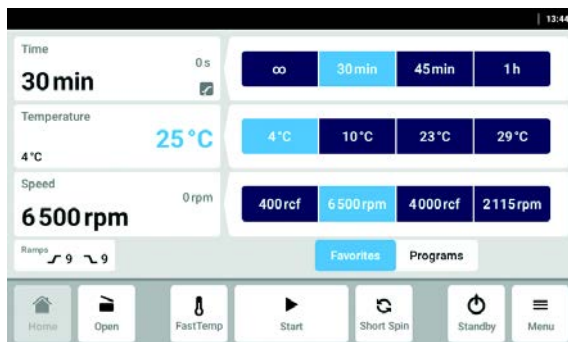 13:44
Time
0 s
30 min
∞ 30 min 45 min 1 h
Temperature
25 °C
4 °C
4 °C 10 °C 23 °C 29 °C
Speed
0 rpm
6 500 rpm
400 rcf 6 500 rpm 4 000 rcf 2 115 rpm
Ramps 9 9
Favorites Programs
Home Open FastTemp Start Short Spin Standby Menu